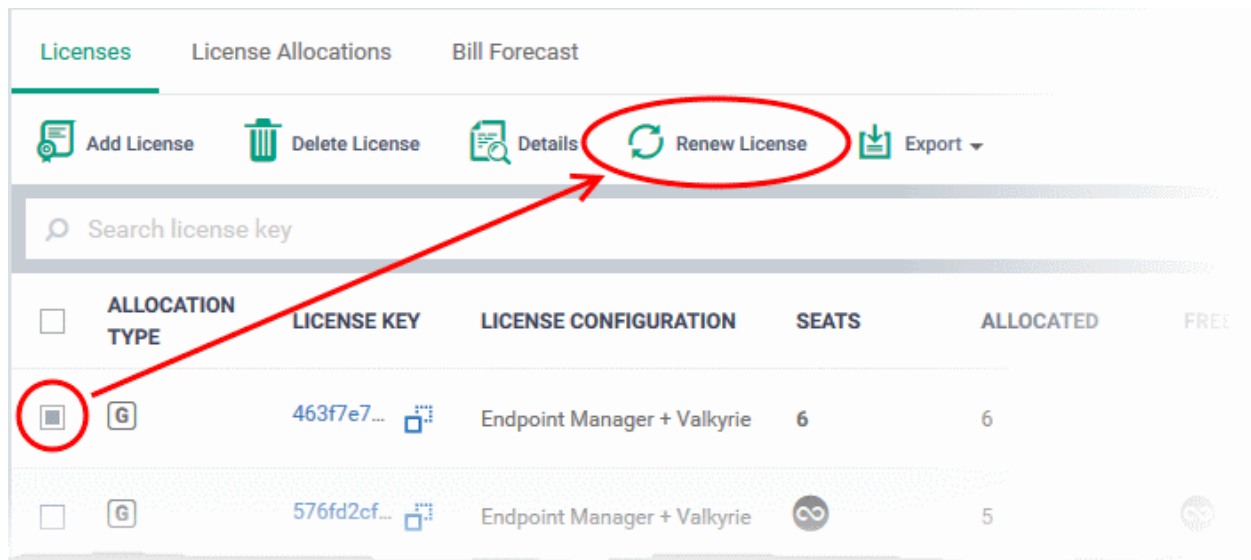 Licenses License Allocations Bill Forecast
Add License Delete License Details Renew License Export
Search license key
ALLOCATION TYPE LICENSE KEY LICENSE CONFIGURATION SEATS ALLOCATED FREE
G 463f7e7... Endpoint Manager + Valkyrie 6 6
G 576fd2cf... Endpoint Manager + Valkyrie 5